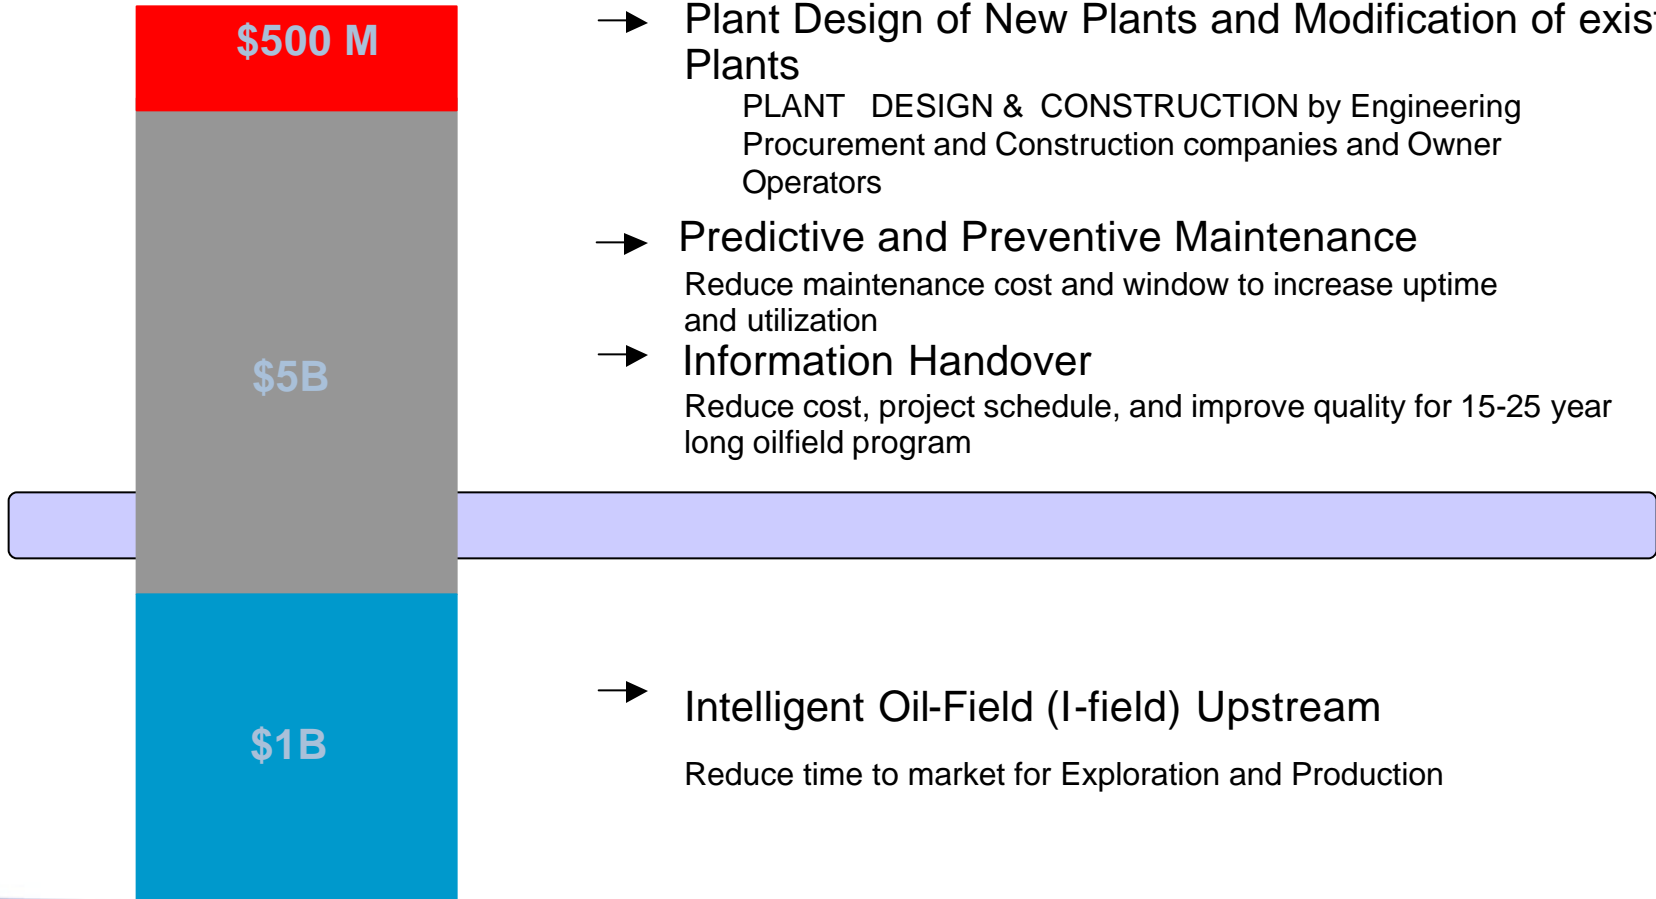 $500 M
Plant Design of New Plants and Modification of exist
Plants
PLANT DESIGN & CONSTRUCTION by Engineering
Procurement and Construction companies and Owner
Operators
Predictive and Preventive Maintenance
Reduce maintenance cost and window to increase uptime
and utilization
$5B
Information Handover
Reduce cost, project schedule, and improve quality for 15-25 year
long oilfield program
Intelligent Oil-Field (I-field) Upstream
$1B
Reduce time to market for Exploration and Production